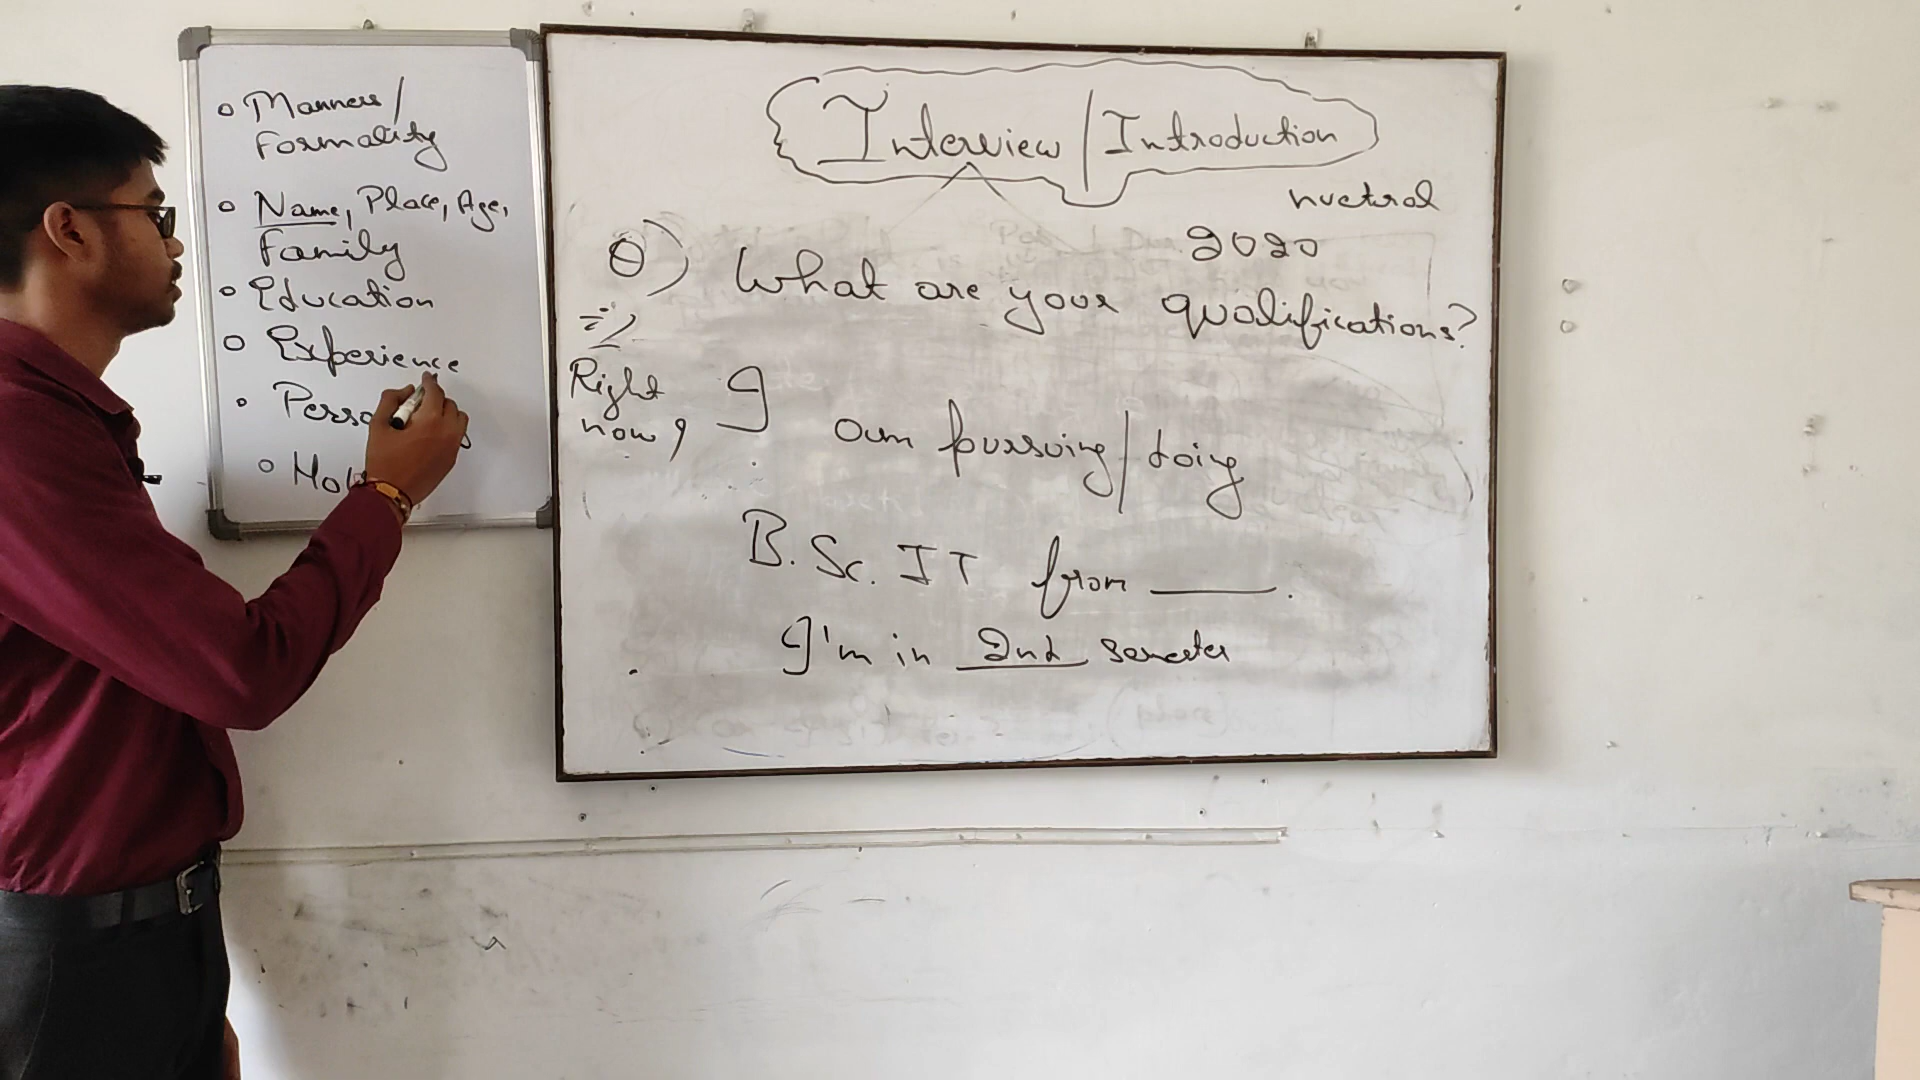 o Manners/
Formality
o Name, Place, Age,
Family
o Education
o Experience
o
o
Interview/Introduction
nuetral
2020
Q) What are your qualifications?
Right
now, I am pursuing/doing
B.Sc. IT from ____.
I'm in 2nd semester